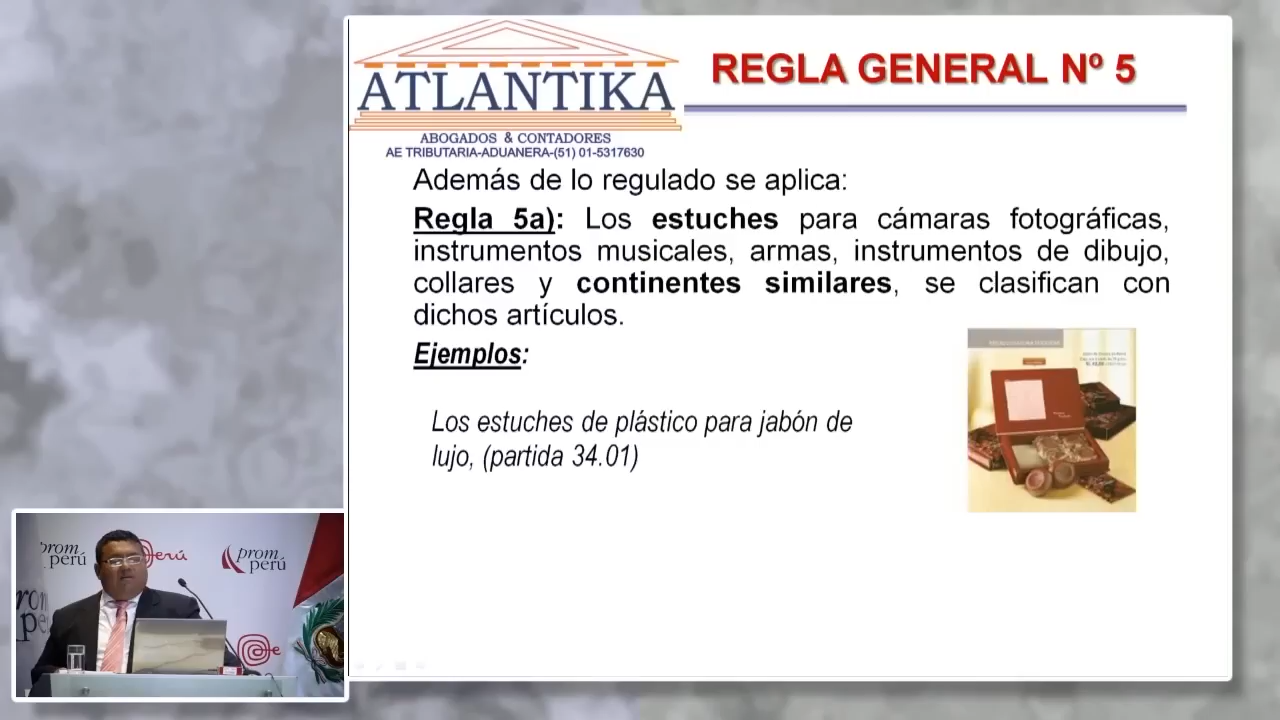 ATLANTIKA
ABOGADOS & CONTADORES
AE TRIBUTARIA-ADUANERA-(51) 01-5317630
REGLA GENERAL Nº 5
Además de lo regulado se aplica:
Regla 5a): Los estuches para cámaras fotográficas,
instrumentos musicales, armas, instrumentos de dibujo,
collares y continentes similares, se clasifican con
dichos artículos.
Ejemplos:
Los estuches de plástico para jabón de
lujo, (partida 34.01)
prom
perú
Perú
prom
perú